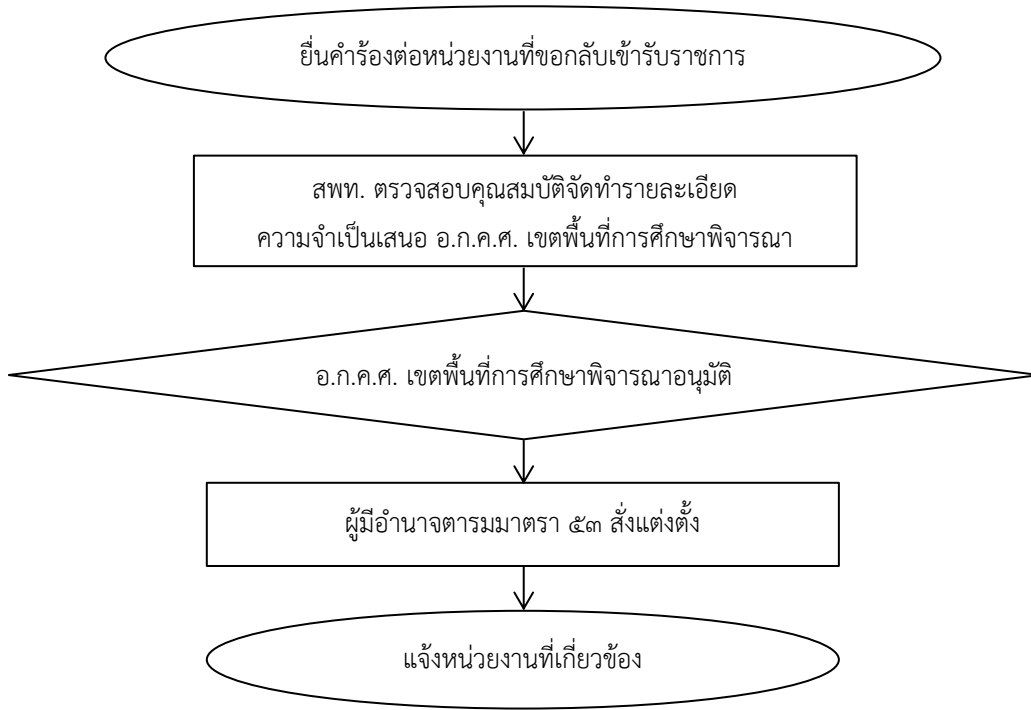 ยื่นคำร้องต่อหน่วยงานที่ขอกลับเข้ารับราชการ
สพท. ตรวจสอบคุณสมบัติจัดทำรายละเอียด
ความจำเป็นเสนอ อ.ก.ค.ศ. เขตพื้นที่การศึกษาพิจารณา
อ.ก.ค.ศ. เขตพื้นที่การศึกษาพิจารณาอนุมัติ
ผู้มีอำนาจตารมมาตรา ๕๓ สั่งแต่งตั้ง
แจ้งหน่วยงานที่เกี่ยวข้อง